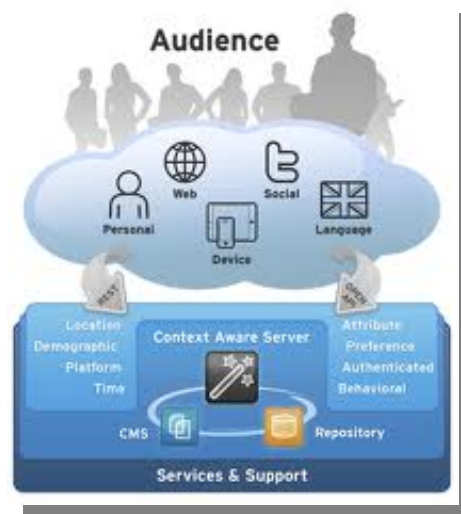 Audience
Web
Social
Personal
Language
Device
REST
OPEN
API
Location
Demographic
Platform
Time
Context Aware Server
Attribute
Preference
Authenticated
Behavioral
CMS
Repository
Services & Support